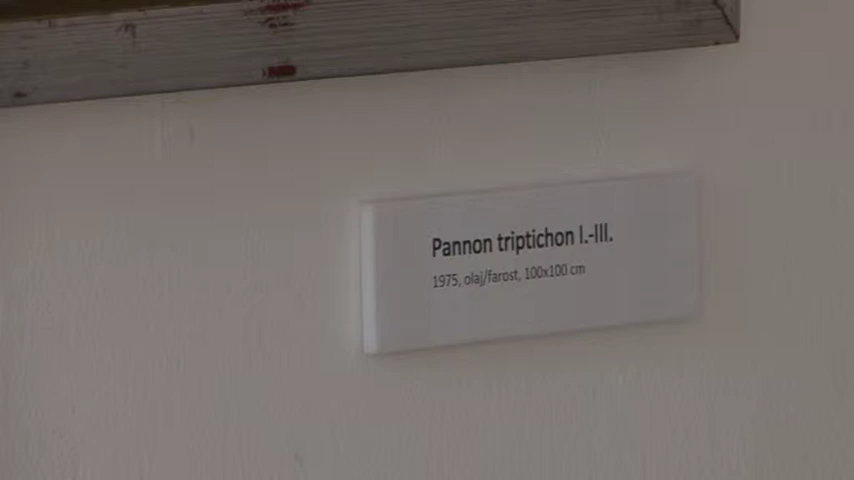 Pannon triptichon I.-III.
1975, olaj/farost, 100x100 cm